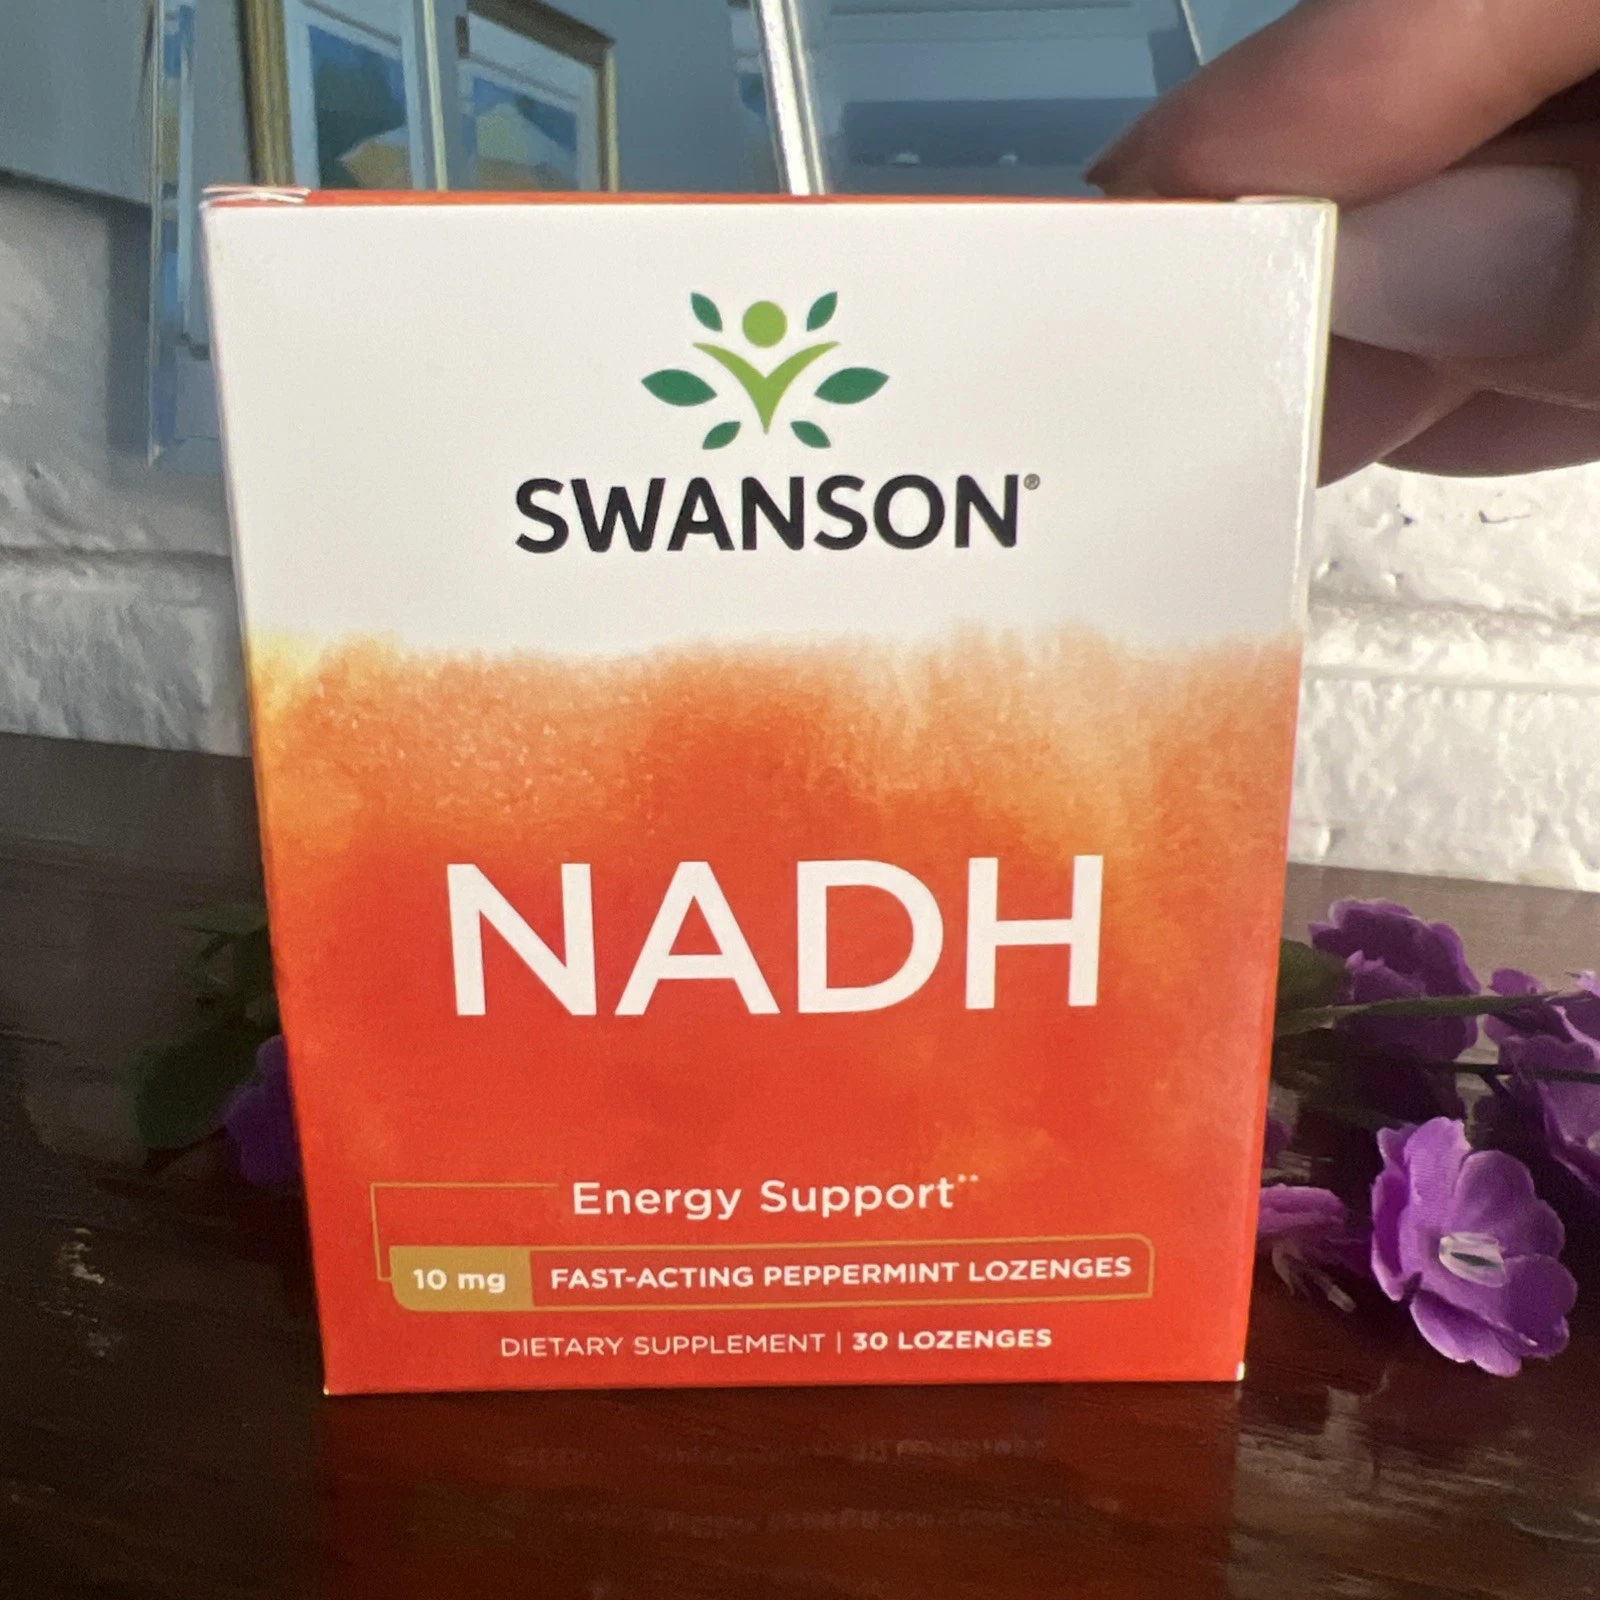 SWANSON®
NADH
Energy Support**
10 mg FAST-ACTING PEPPERMINT LOZENGES
DIETARY SUPPLEMENT | 30 LOZENGES